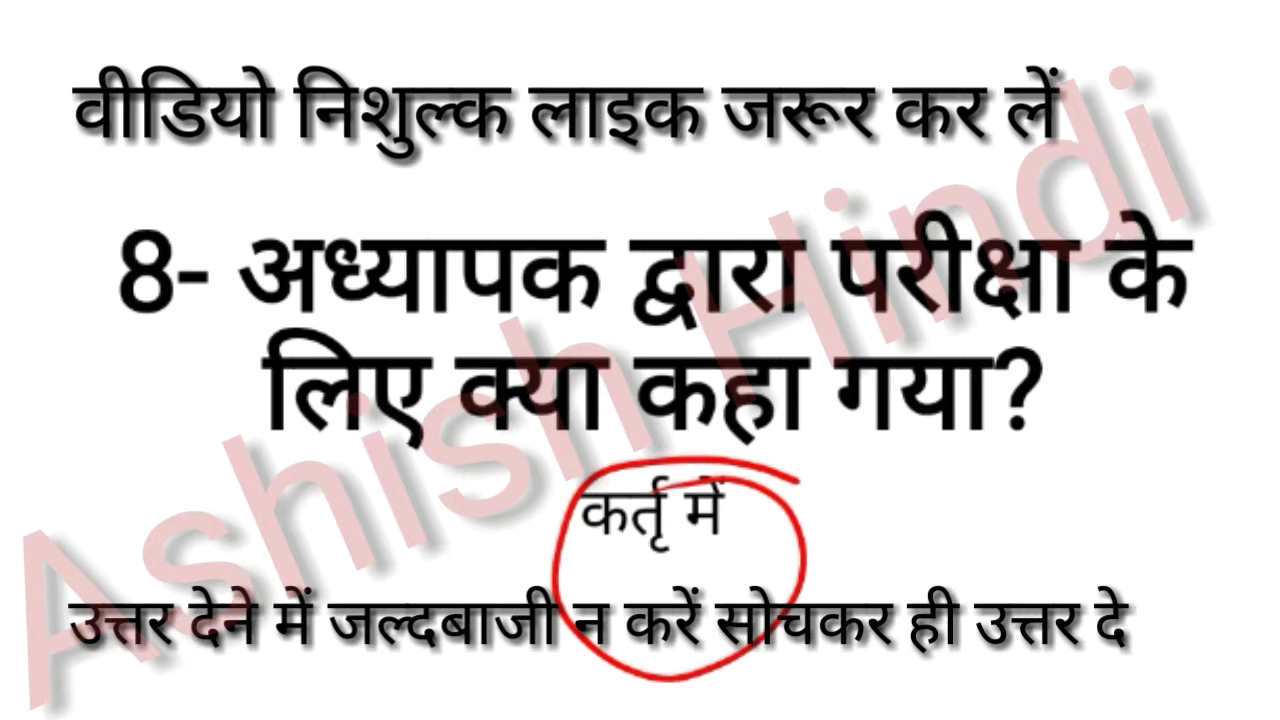 वीडियो निशुल्क लाइक जरूर कर लें
8- अध्यापक द्वारा परीक्षा के
लिए क्या कहा गया?
कर्तृ में
उत्तर देने में जल्दबाजी न करें सोचकर ही उत्तर दे
Ashish Hindi